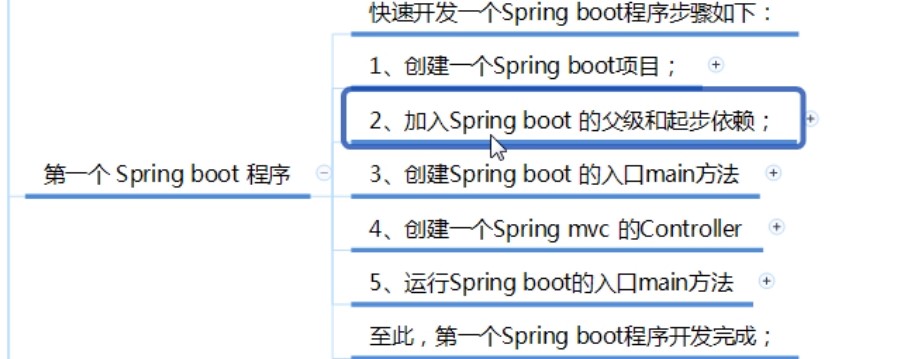 快速开发一个Spring boot程序步骤如下：
1、创建一个Spring boot项目；
2、加入Spring boot 的父级和起步依赖；
第一个 Spring boot 程序
3、创建Spring boot 的入口main方法
4、创建一个Spring mvc 的Controller
5、运行Spring boot的入口main方法
至此，第一个Spring boot程序开发完成；